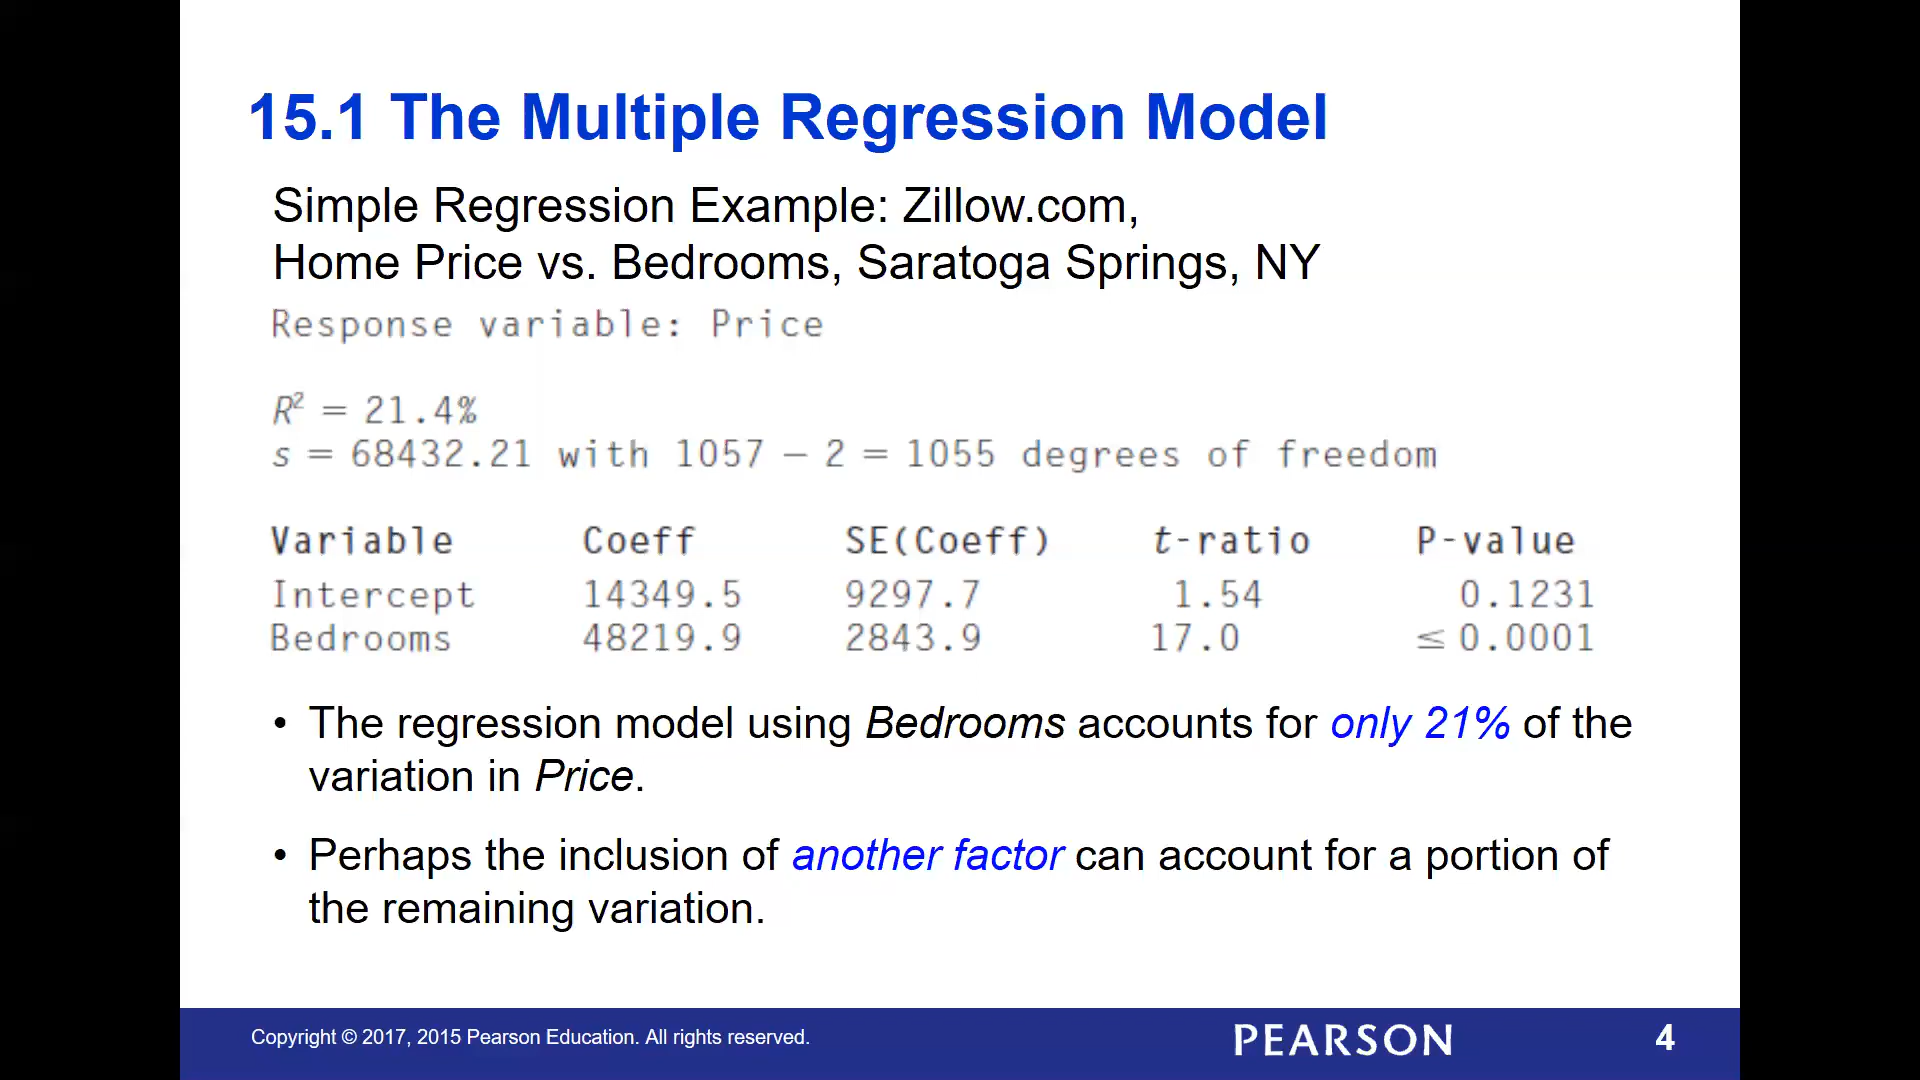 15.1 The Multiple Regression Model
Simple Regression Example: Zillow.com,
Home Price vs. Bedrooms, Saratoga Springs, NY
Response variable: Price
R² = 21.4%
s = 68432.21 with 1057 − 2 = 1055 degrees of freedom
Variable Coeff SE(Coeff) t-ratio P-value
Intercept 14349.5 9297.7 1.54 0.1231
Bedrooms 48219.9 2843.9 17.0 ≤ 0.0001
• The regression model using Bedrooms accounts for only 21% of the
variation in Price.
• Perhaps the inclusion of another factor can account for a portion of
the remaining variation.
Copyright © 2017, 2015 Pearson Education. All rights reserved. PEARSON 4